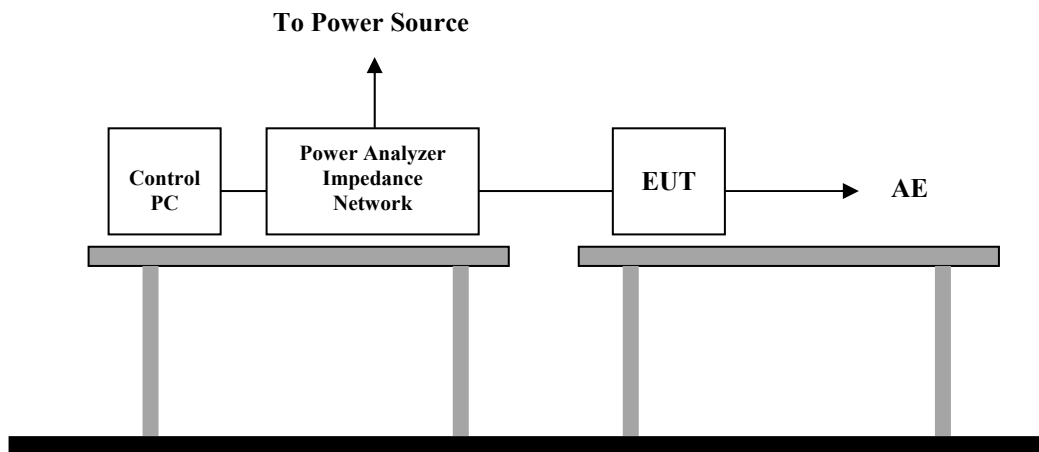 To Power Source
Control
PC
Power Analyzer
Impedance
Network
EUT
AE